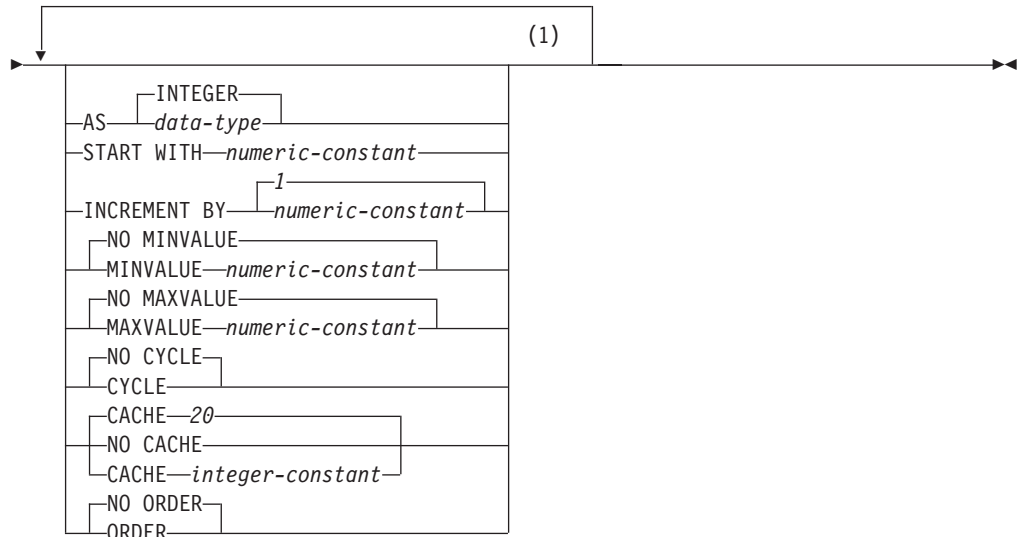 (1)
INTEGER
AS data-type
START WITH numeric-constant
1
INCREMENT BY numeric-constant
NO MINVALUE
MINVALUE numeric-constant
NO MAXVALUE
MAXVALUE numeric-constant
NO CYCLE
CYCLE
CACHE 20
NO CACHE
CACHE integer-constant
NO ORDER
ORDER